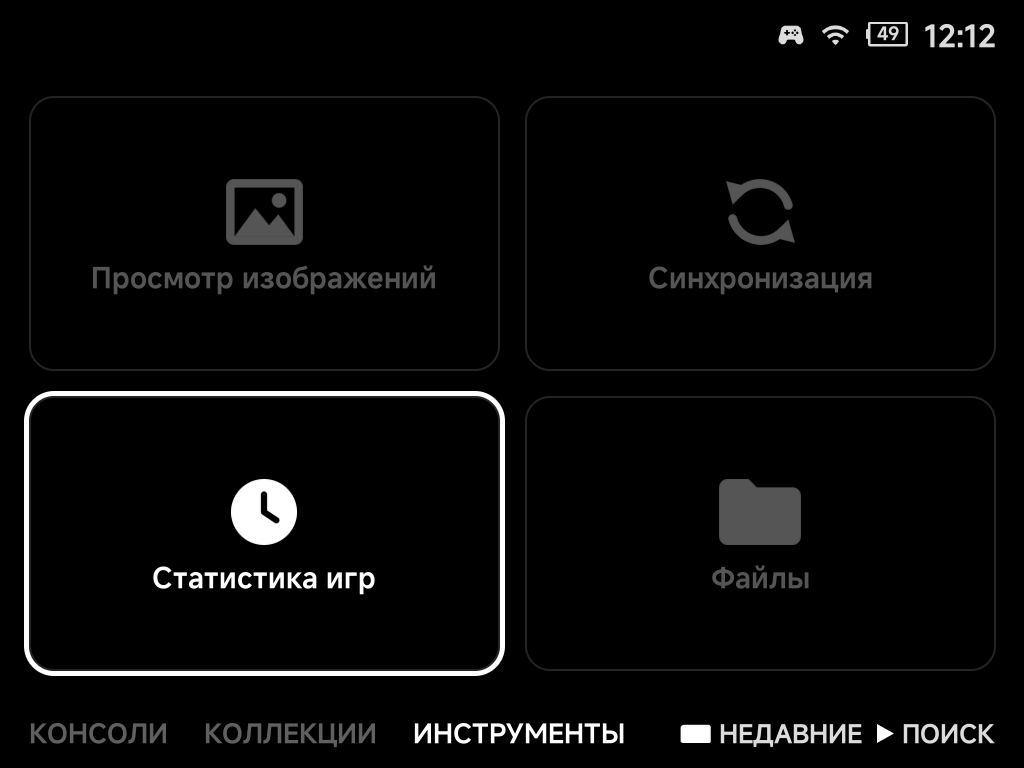 49 12:12
Просмотр изображений
Синхронизация
Статистика игр
Файлы
КОНСОЛИ КОЛЛЕКЦИИ ИНСТРУМЕНТЫ НЕДАВНИЕ ПОИСК